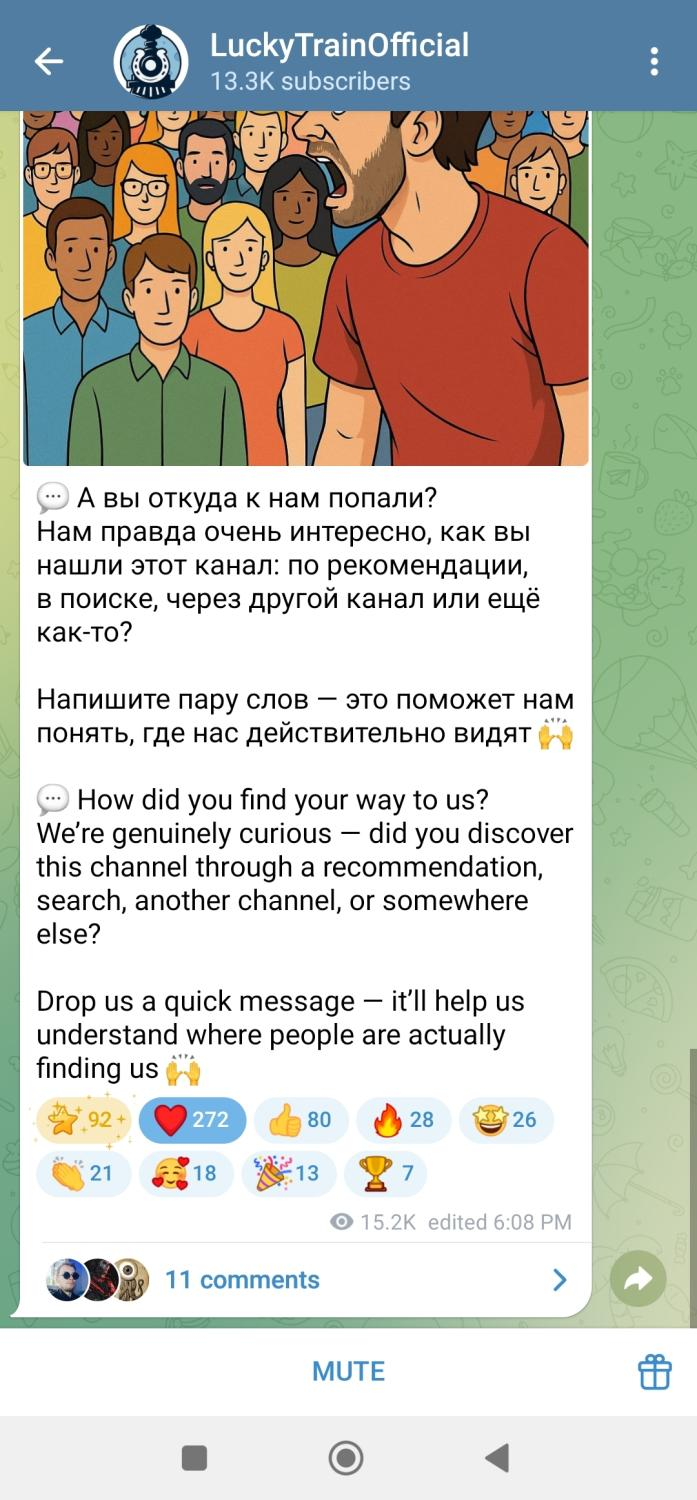 LuckyTrainOfficial
13.3K subscribers
💬 А вы откуда к нам попали?
Нам правда очень интересно, как вы
нашли этот канал: по рекомендации,
в поиске, через другой канал или ещё
как-то?
Напишите пару слов — это поможет нам
понять, где нас действительно видят 🙌
💬 How did you find your way to us?
We’re genuinely curious — did you discover
this channel through a recommendation,
search, another channel, or somewhere
else?
Drop us a quick message — it’ll help us
understand where people are actually
finding us 🙌
⭐ 92 ❤️ 272 👍 80 🔥 28 🤩 26
👏 21 🥰 18 🎉 13 🏆 7
15.2K edited 6:08 PM
11 comments
MUTE